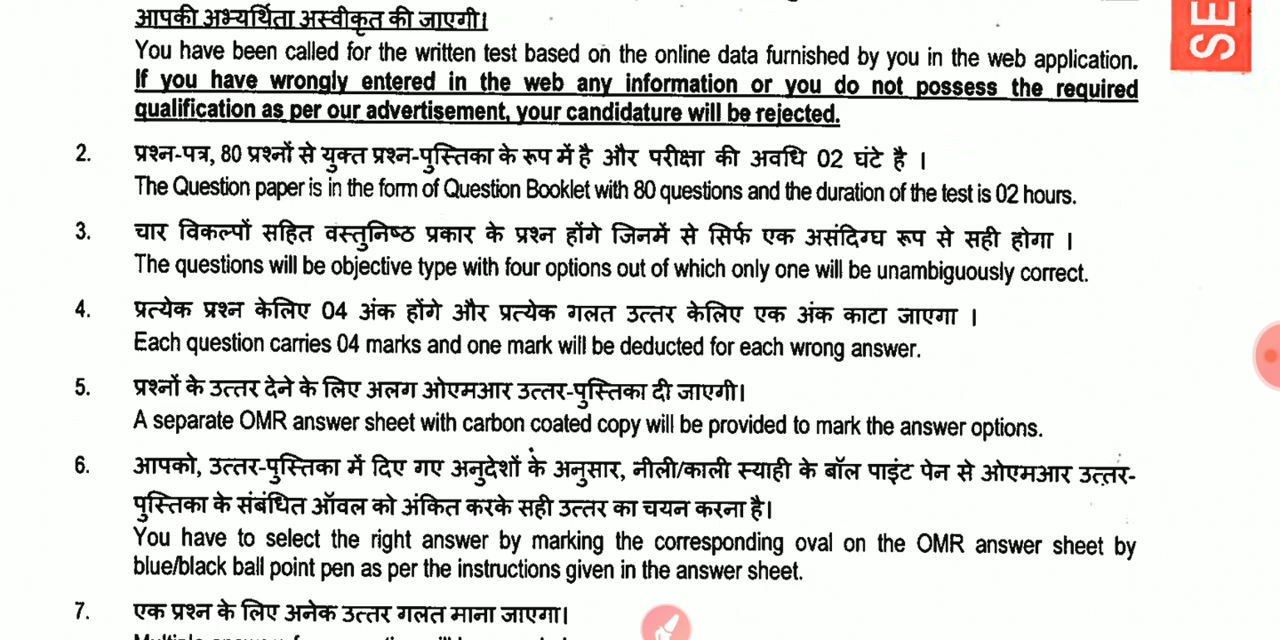 आपकी अभ्यर्थिता अस्वीकृत की जाएगी।
You have been called for the written test based on the online data furnished by you in the web application.
If you have wrongly entered in the web any information or you do not possess the required
qualification as per our advertisement, your candidature will be rejected.
2. प्रश्न-पत्र, 80 प्रश्नों से युक्त प्रश्न-पुस्तिका के रूप में है और परीक्षा की अवधि 02 घंटे है ।
The Question paper is in the form of Question Booklet with 80 questions and the duration of the test is 02 hours.
3. चार विकल्पों सहित वस्तुनिष्ठ प्रकार के प्रश्न होंगे जिनमें से सिर्फ एक असंदिग्ध रूप से सही होगा ।
The questions will be objective type with four options out of which only one will be unambiguously correct.
4. प्रत्येक प्रश्न केलिए 04 अंक होंगे और प्रत्येक गलत उत्तर केलिए एक अंक काटा जाएगा ।
Each question carries 04 marks and one mark will be deducted for each wrong answer.
5. प्रश्नों के उत्तर देने के लिए अलग ओएमआर उत्तर-पुस्तिका दी जाएगी।
A separate OMR answer sheet with carbon coated copy will be provided to mark the answer options.
6. आपको, उत्तर-पुस्तिका में दिए गए अनुदेशों के अनुसार, नीली/काली स्याही के बॉल पाइंट पेन से ओएमआर उत्तर-
पुस्तिका के संबंधित ऑवल को अंकित करके सही उत्तर का चयन करना है।
You have to select the right answer by marking the corresponding oval on the OMR answer sheet by
blue/black ball point pen as per the instructions given in the answer sheet.
7. एक प्रश्न के लिए अनेक उत्तर गलत माना जाएगा।
SE